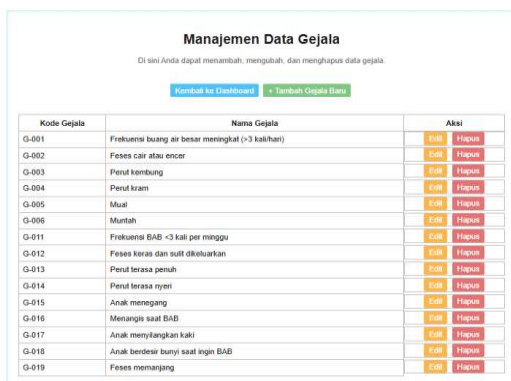 Manajemen Data Gejala
Di sini Anda dapat menambah, mengubah, dan menghapus data gejala.
Kembali ke Dashboard + Tambah Gejala Baru
Kode Gejala Nama Gejala Aksi
G-001 Frekuensi buang air besar meningkat (>3 kali/hari) Edit Hapus
G-002 Feses cair atau encer Edit Hapus
G-003 Perut kembung Edit Hapus
G-004 Perut kram Edit Hapus
G-005 Mual Edit Hapus
G-006 Muntah Edit Hapus
G-011 Frekuensi BAB <3 kali per minggu Edit Hapus
G-012 Feses keras dan sulit dikeluarkan Edit Hapus
G-013 Perut terasa penuh Edit Hapus
G-014 Perut terasa nyeri Edit Hapus
G-015 Anak menegang Edit Hapus
G-016 Menangis saat BAB Edit Hapus
G-017 Anak menyilangkan kaki Edit Hapus
G-018 Anak berdesir bunyi saat ingin BAB Edit Hapus
G-019 Feses memanjang Edit Hapus